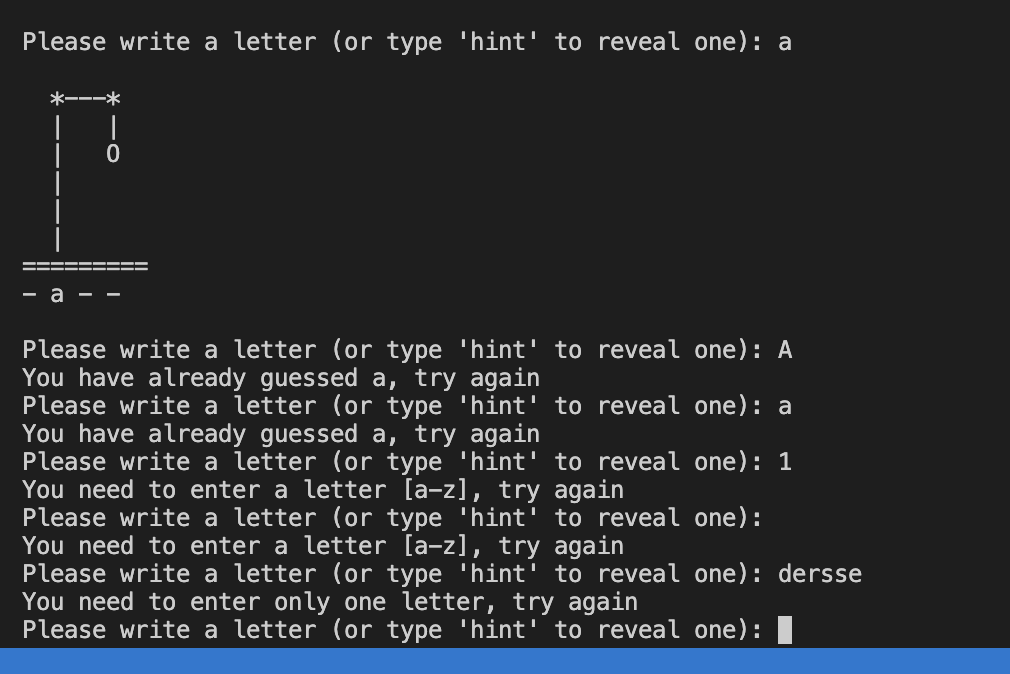 Please write a letter (or type 'hint' to reveal one): a
  *---*
  |   |
  |   O
  |
  |
  |
=========
- a - -
Please write a letter (or type 'hint' to reveal one): A
You have already guessed a, try again
Please write a letter (or type 'hint' to reveal one): a
You have already guessed a, try again
Please write a letter (or type 'hint' to reveal one): 1
You need to enter a letter [a-z], try again
Please write a letter (or type 'hint' to reveal one):
You need to enter a letter [a-z], try again
Please write a letter (or type 'hint' to reveal one): dersse
You need to enter only one letter, try again
Please write a letter (or type 'hint' to reveal one):